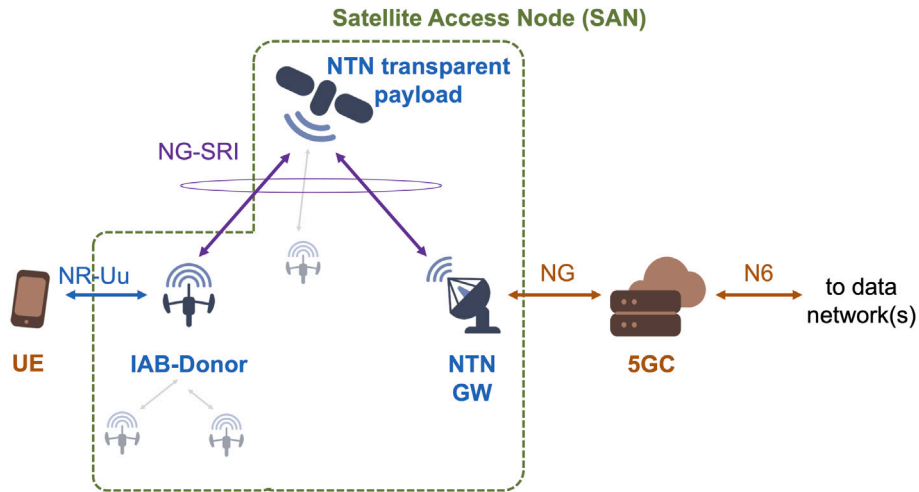 Satellite Access Node (SAN)
NTN transparent
payload
NG-SRI
NR-Uu
NG
N6
to data
network(s)
UE
IAB-Donor
NTN
GW
5GC